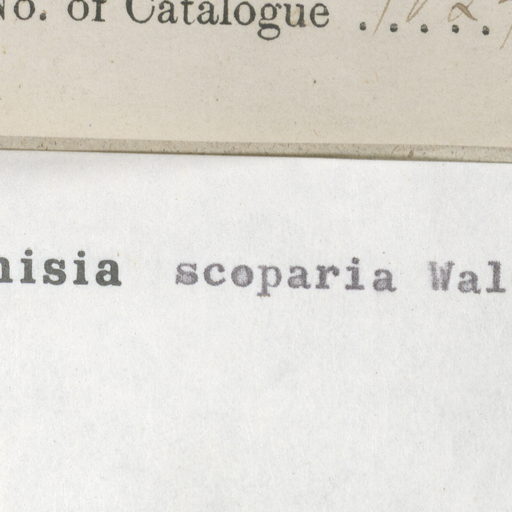 No. of Catalogue .....
nisia scoparia Wal